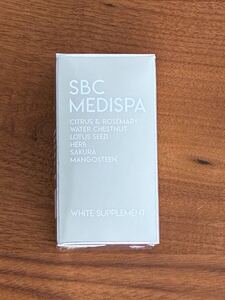 SBC
MEDISPA
CITRUS & ROSEMARY
WATER CHESTNUT
LOTUS SEED
HERB
SAKURA
MANGOSTEEN
WHITE SUPPLEMENT